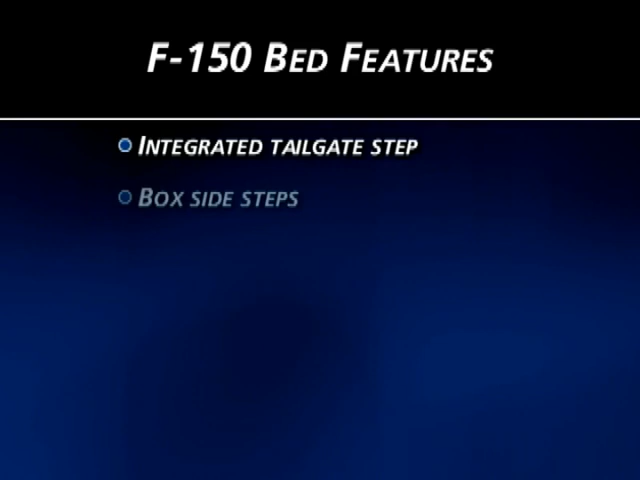 F-150 BED FEATURES
INTEGRATED TAILGATE STEP
BOX SIDE STEPS